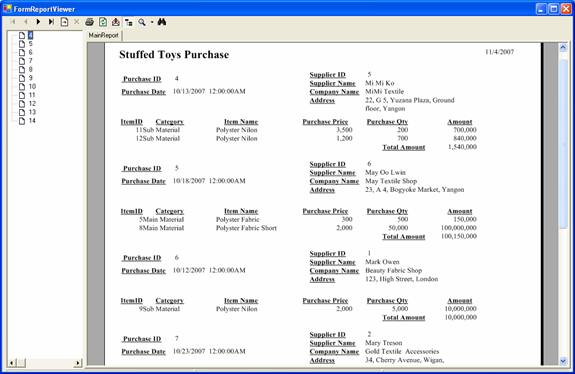 FormReportViewer
MainReport
4
5
6
7
8
9
10
11
12
13
14
Stuffed Toys Purchase 11/4/2007
Purchase ID 4 Supplier ID 5
Supplier Name Mi Mi Ko
Purchase Date 10/13/2007 12:00:00AM Company Name MiMi Textile
Address 22, G 5, Yuzana Plaza, Ground
floor, Yangon
ItemID Category Item Name Purchase Price Purchase Qty Amount
11Sub Material Polyster Nilon 3,500 200 700,000
12Sub Material Polyster Nilon 1,200 700 840,000
Total Amount 1,540,000
Purchase ID 5 Supplier ID 6
Supplier Name May Oo Lwin
Purchase Date 10/18/2007 12:00:00AM Company Name May Textile Shop
Address 23, A 4, Bogyoke Market, Yangon
ItemID Category Item Name Purchase Price Purchase Qty Amount
5Main Material Polyster Fabric 300 500 150,000
8Main Material Polyster Fabric Short 2,000 50,000 100,000,000
Total Amount 100,150,000
Purchase ID 6 Supplier ID 1
Supplier Name Mark Owen
Purchase Date 10/12/2007 12:00:00AM Company Name Beauty Fabric Shop
Address 123, High Street, London
ItemID Category Item Name Purchase Price Purchase Qty Amount
9Sub Material Polyster Nilon 2,000 5,000 10,000,000
Total Amount 10,000,000
Purchase ID 7 Supplier ID 2
Supplier Name Mary Treson
Purchase Date 10/23/2007 12:00:00AM Company Name Gold Textile Accessories
Address 34, Cherry Avenue, Wigan,